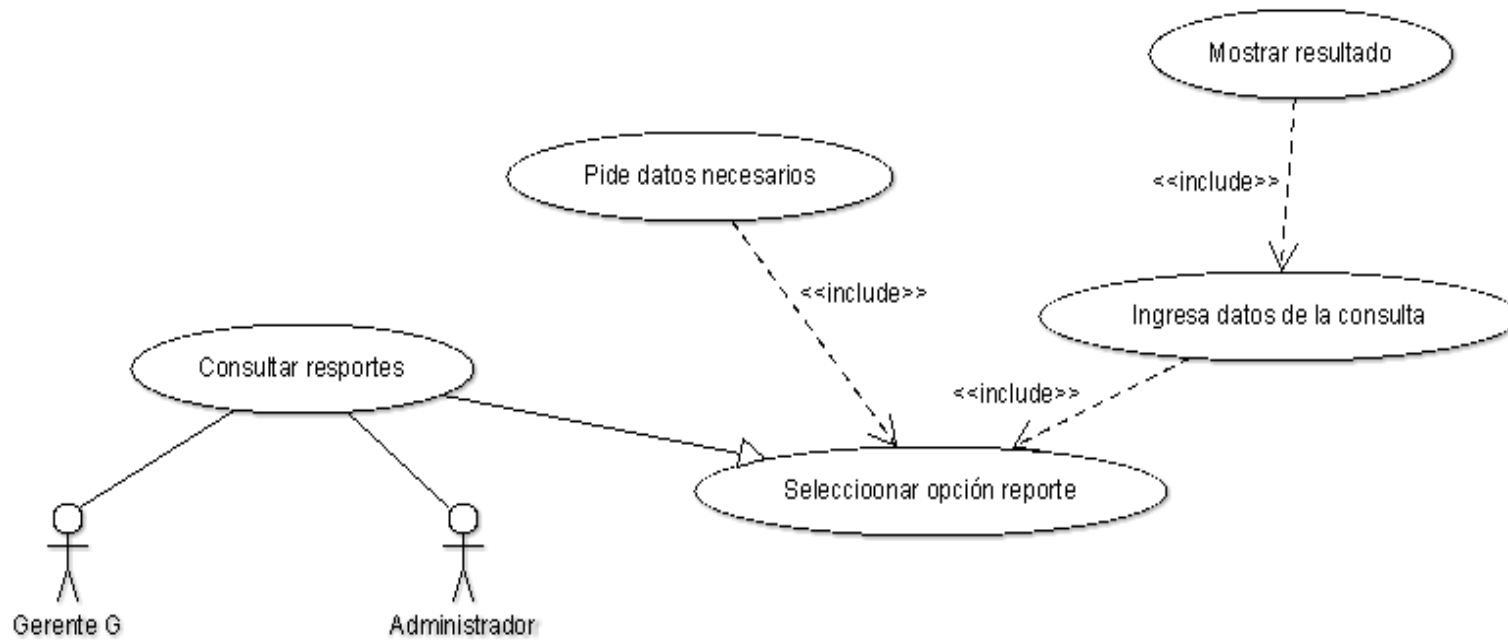 Mostrar resultado
Pide datos necesarios
<<include>>
<<include>>
Ingresa datos de la consulta
Consultar resportes
<<include>>
Seleccioonar opción reporte
Gerente G
Administrador